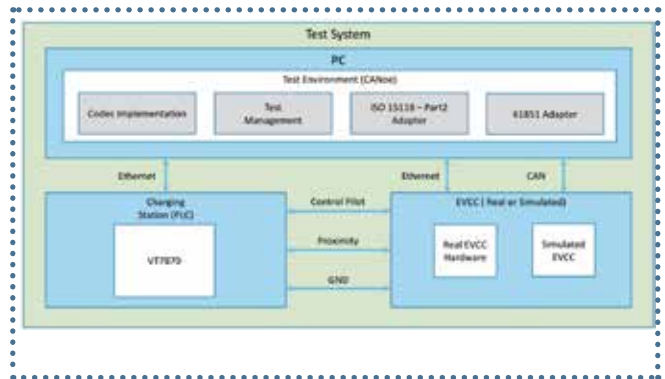 Test System
PC
Test Environment (CANoe)
Codec Implementation
Test
Management
ISO 15118 – Part2
Adapter
61851 Adapter
Ethernet
Ethernet
CAN
Charging
Station (PLC)
Control Pilot
EVCC ( Real or Simulated)
VT7870
Proximity
Real EVCC
Hardware
Simulated
EVCC
GND